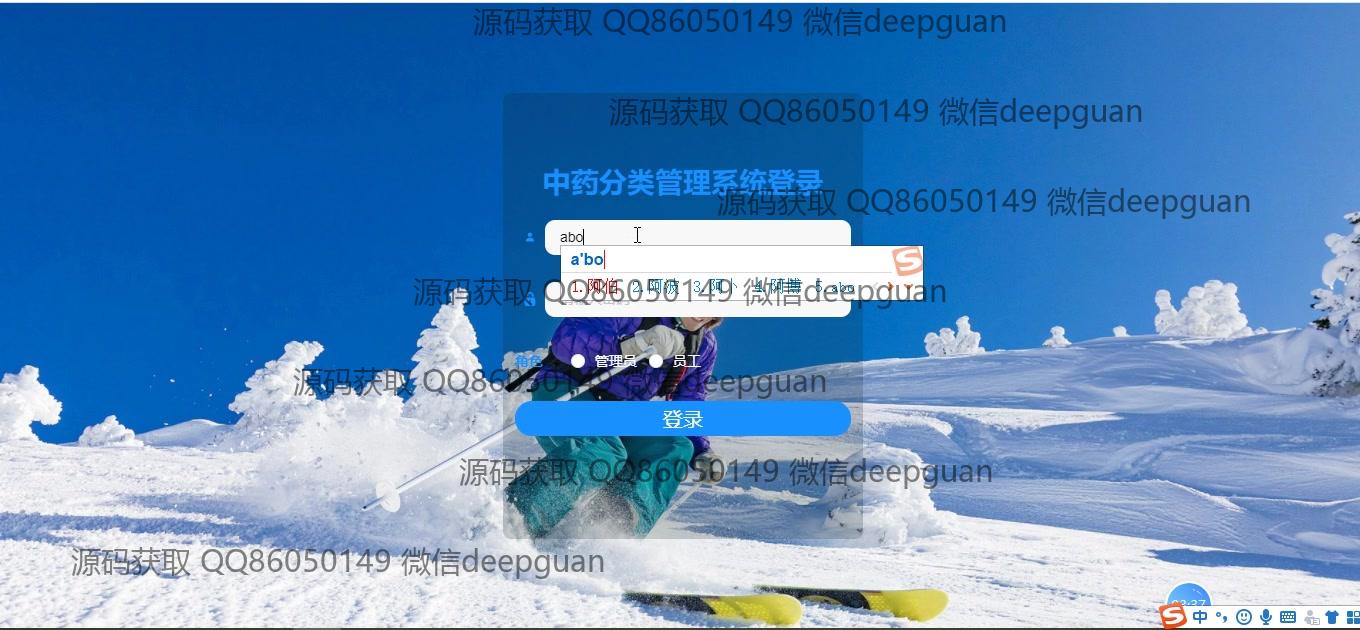 源码获取 QQ86050149 微信deepguan
源码获取 QQ86050149 微信deepguan
中药分类管理系统登录
源码获取 QQ86050149 微信deepguan
abo
a'bo
1.阿伯 2.阿波 3.阿卜 4.阿博 5.abo
源码获取 QQ86050149 微信deepguan
角色
管理员
员工
源码获取 QQ86050149 微信deepguan
登录
源码获取 QQ86050149 微信deepguan
源码获取 QQ86050149 微信deepguan
03:37
中